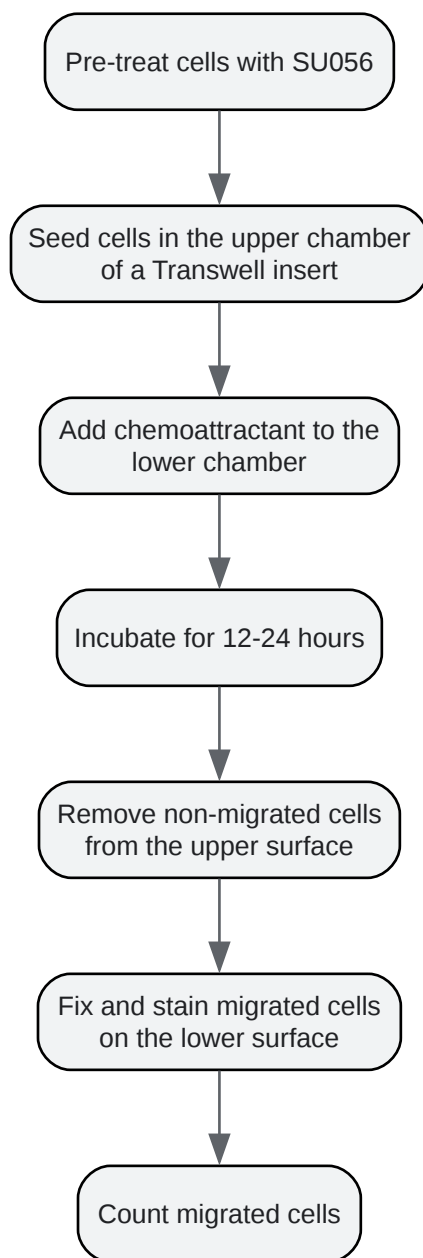 Pre-treat cells with SU056
Seed cells in the upper chamber
of a Transwell insert
Add chemoattractant to the
lower chamber
Incubate for 12-24 hours
Remove non-migrated cells
from the upper surface
Fix and stain migrated cells
on the lower surface
Count migrated cells